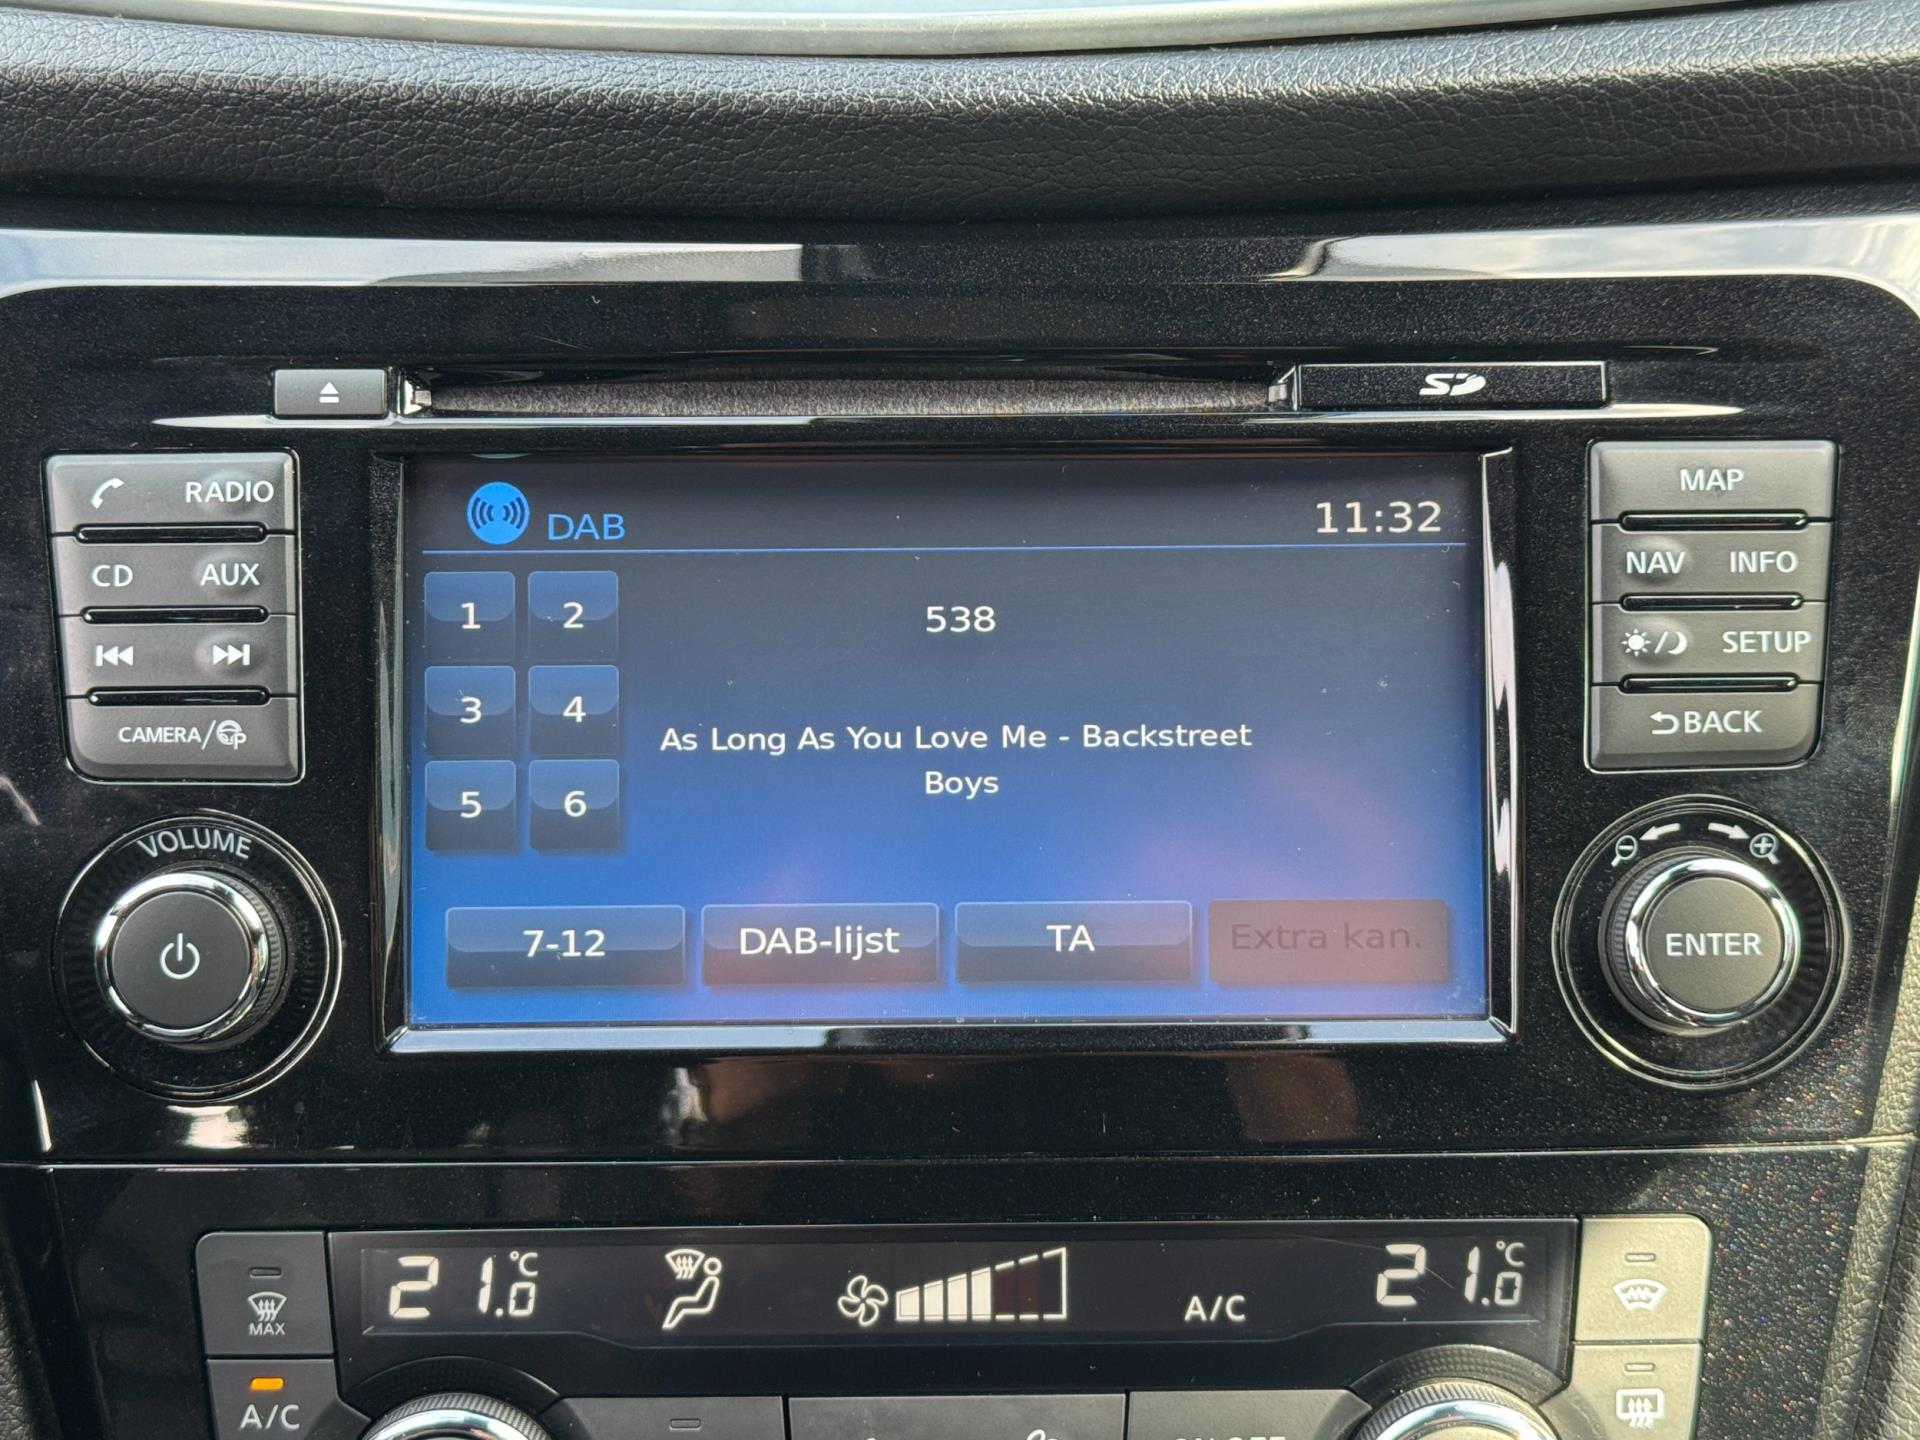 SD
RADIO
CD AUX
CAMERA/
VOLUME
DAB
11:32
1 2
3 4
5 6
538
As Long As You Love Me - Backstreet
Boys
7-12
DAB-lijst
TA
Extra kan.
MAP
NAV INFO
SETUP
BACK
ENTER
MAX
A/C
21.0°C
A/C
21.0°C